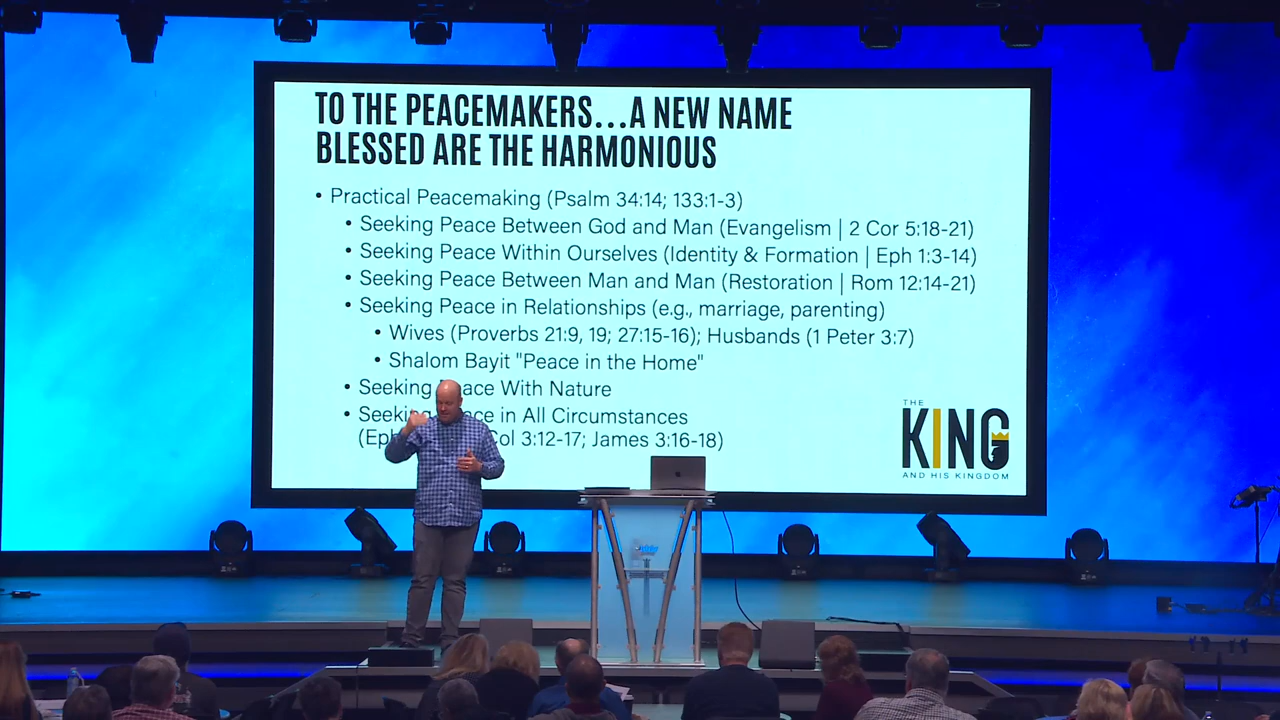 TO THE PEACEMAKERS...A NEW NAME
BLESSED ARE THE HARMONIOUS
• Practical Peacemaking (Psalm 34:14; 133:1-3)
• Seeking Peace Between God and Man (Evangelism | 2 Cor 5:18-21)
• Seeking Peace Within Ourselves (Identity & Formation | Eph 1:3-14)
• Seeking Peace Between Man and Man (Restoration | Rom 12:14-21)
• Seeking Peace in Relationships (e.g., marriage, parenting)
• Wives (Proverbs 21:9, 19; 27:15-16); Husbands (1 Peter 3:7)
• Shalom Bayit "Peace in the Home"
• Seeking Peace With Nature
• Seeking Peace in All Circumstances
(Eph Col 3:12-17; James 3:16-18)
THE
KING
AND HIS KINGDOM